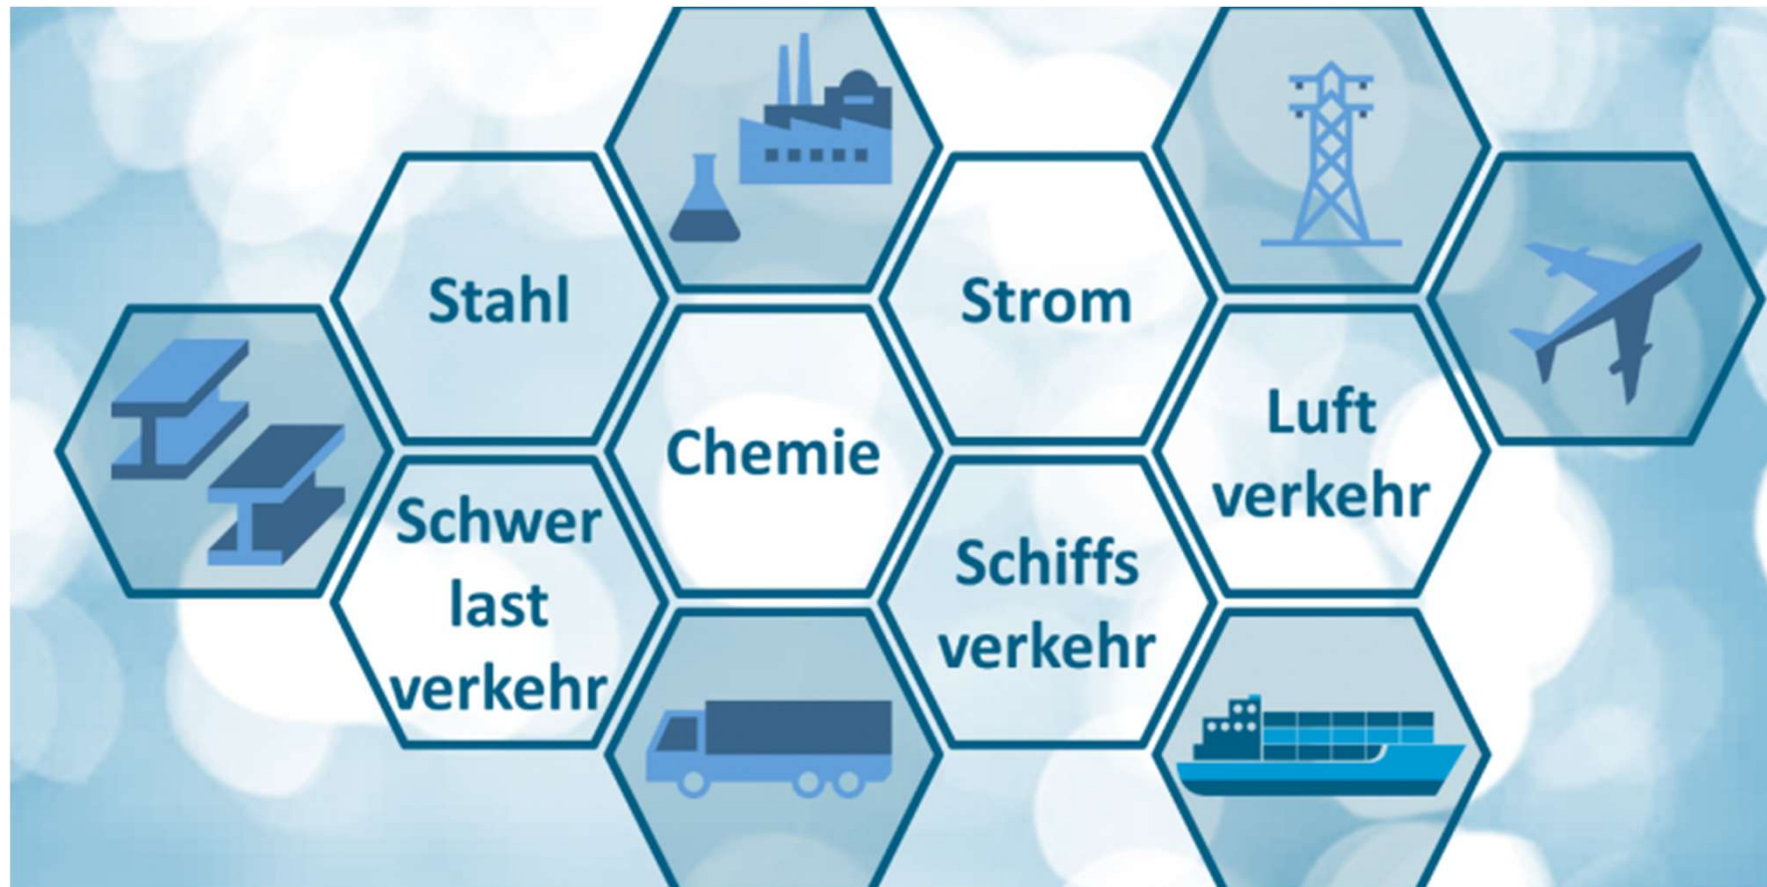 Stahl
Strom
Chemie
Luft
verkehr
Schwer
last
verkehr
Schiffs
verkehr